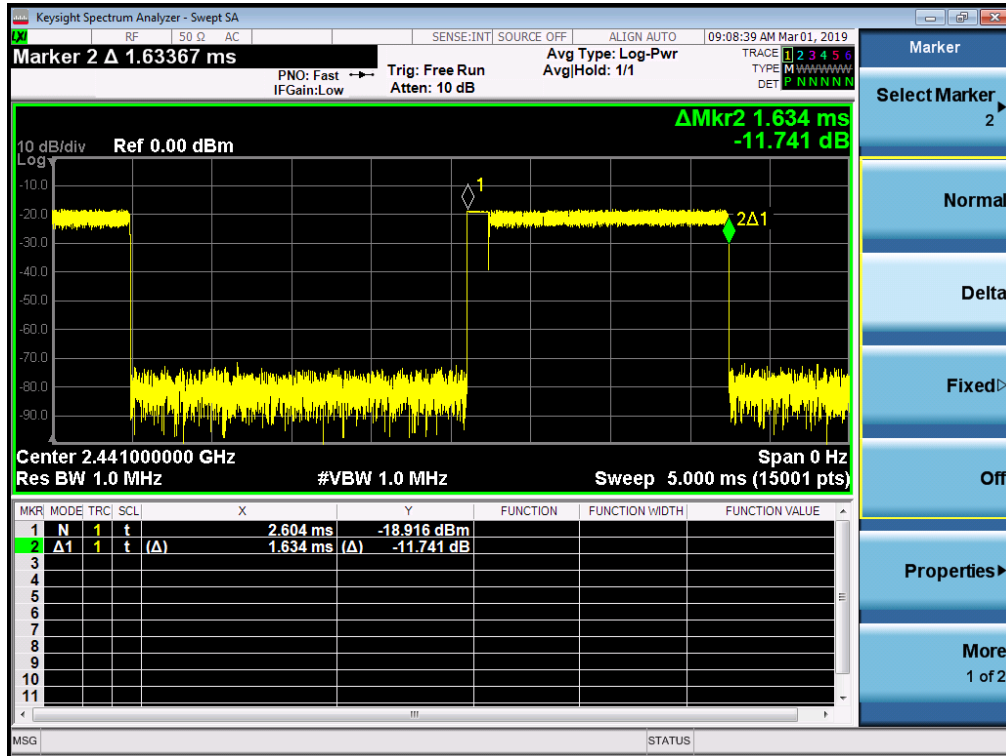 Keysight Spectrum Analyzer - Swept SA
LXI RF 50 Ω AC SENSE:INT SOURCE OFF ALIGN AUTO 09:08:39 AM Mar 01, 2019
Marker 2 Δ 1.63367 ms
PNO: Fast
IFGain:Low
Trig: Free Run
Atten: 10 dB
Avg Type: Log-Pwr
Avg|Hold: 1/1
TRACE 1 2 3 4 5 6
TYPE M W W W W W
DET P N N N N N
ΔMkr2 1.634 ms
-11.741 dB
10 dB/div Ref 0.00 dBm
Log
-10.0
-20.0
-30.0
-40.0
-50.0
-60.0
-70.0
-80.0
-90.0
1
2Δ1
Center 2.441000000 GHz Span 0 Hz
Res BW 1.0 MHz #VBW 1.0 MHz Sweep 5.000 ms (15001 pts)
MKR MODE TRC SCL X Y FUNCTION FUNCTION WIDTH FUNCTION VALUE
1 N 1 t 2.604 ms -18.916 dBm
2 Δ1 1 t (Δ) 1.634 ms (Δ) -11.741 dB
3
4
5
6
7
8
9
10
11
MSG STATUS
Marker
Select Marker
2
Normal
Delta
Fixed
Off
Properties
More
1 of 2